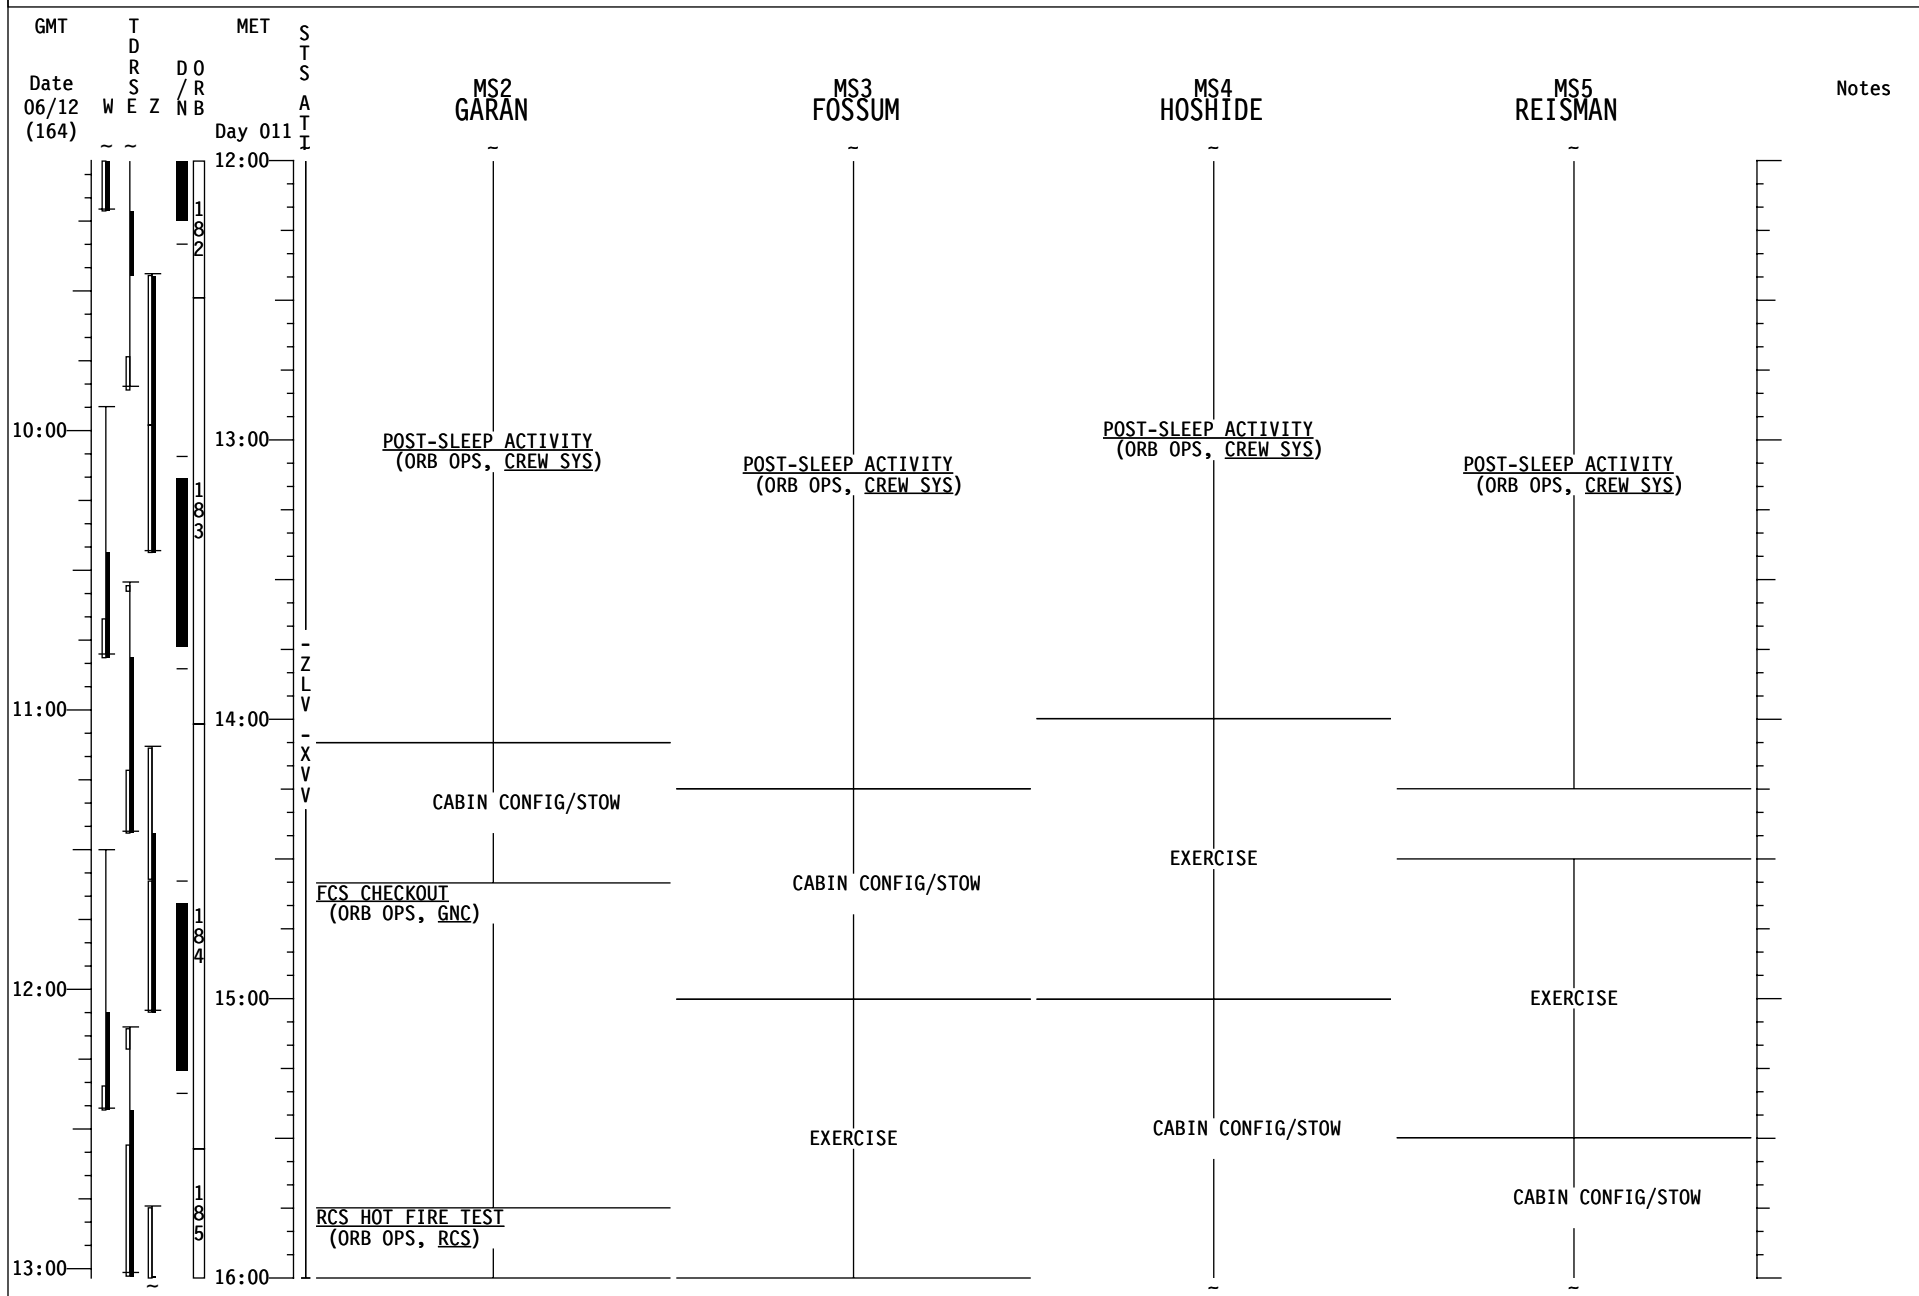 GMT
TDRS
MET
STS ATT
Date
06/12
(164)
W E Z
D/N
ORB
Day 011
MS2
GARAN
MS3
FOSSUM
MS4
HOSHIDE
MS5
REISMAN
Notes
~ ~ ~ ~ ~ ~
12:00
182
10:00
13:00
POST-SLEEP ACTIVITY
(ORB OPS, CREW SYS)
POST-SLEEP ACTIVITY
(ORB OPS, CREW SYS)
POST-SLEEP ACTIVITY
(ORB OPS, CREW SYS)
POST-SLEEP ACTIVITY
(ORB OPS, CREW SYS)
183
-ZLV -XVV
11:00
14:00
CABIN CONFIG/STOW
EXERCISE
CABIN CONFIG/STOW
FCS CHECKOUT
(ORB OPS, GNC)
184
12:00
15:00
EXERCISE
EXERCISE
CABIN CONFIG/STOW
CABIN CONFIG/STOW
185
RCS HOT FIRE TEST
(ORB OPS, RCS)
13:00
16:00
~ ~ ~